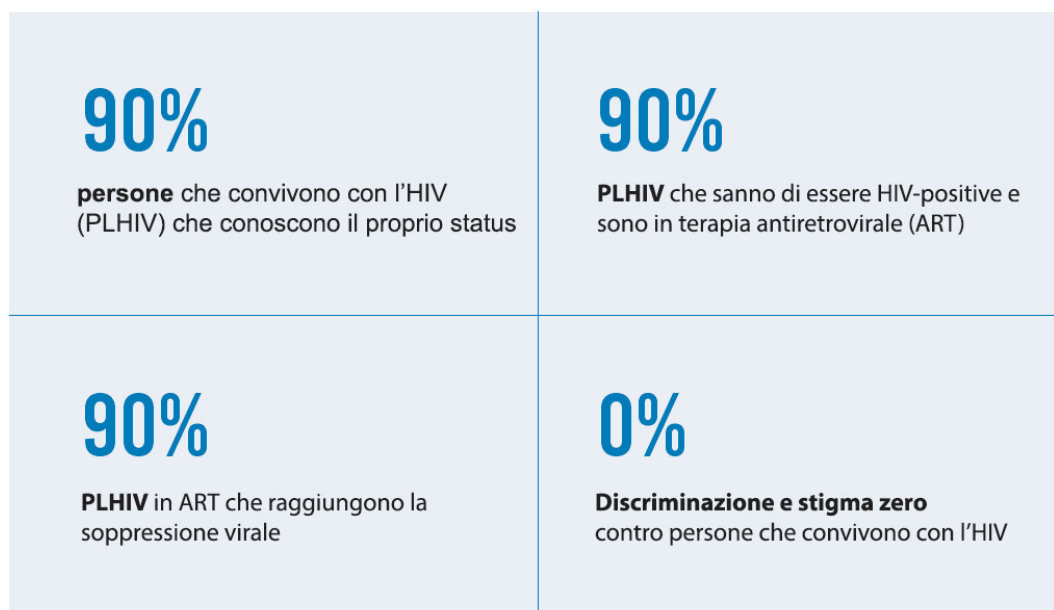 90%
persone che convivono con l’HIV
(PLHIV) che conoscono il proprio status
90%
PLHIV che sanno di essere HIV-positive e
sono in terapia antiretrovirale (ART)
90%
PLHIV in ART che raggiungono la
soppressione virale
0%
Discriminazione e stigma zero
contro persone che convivono con l’HIV